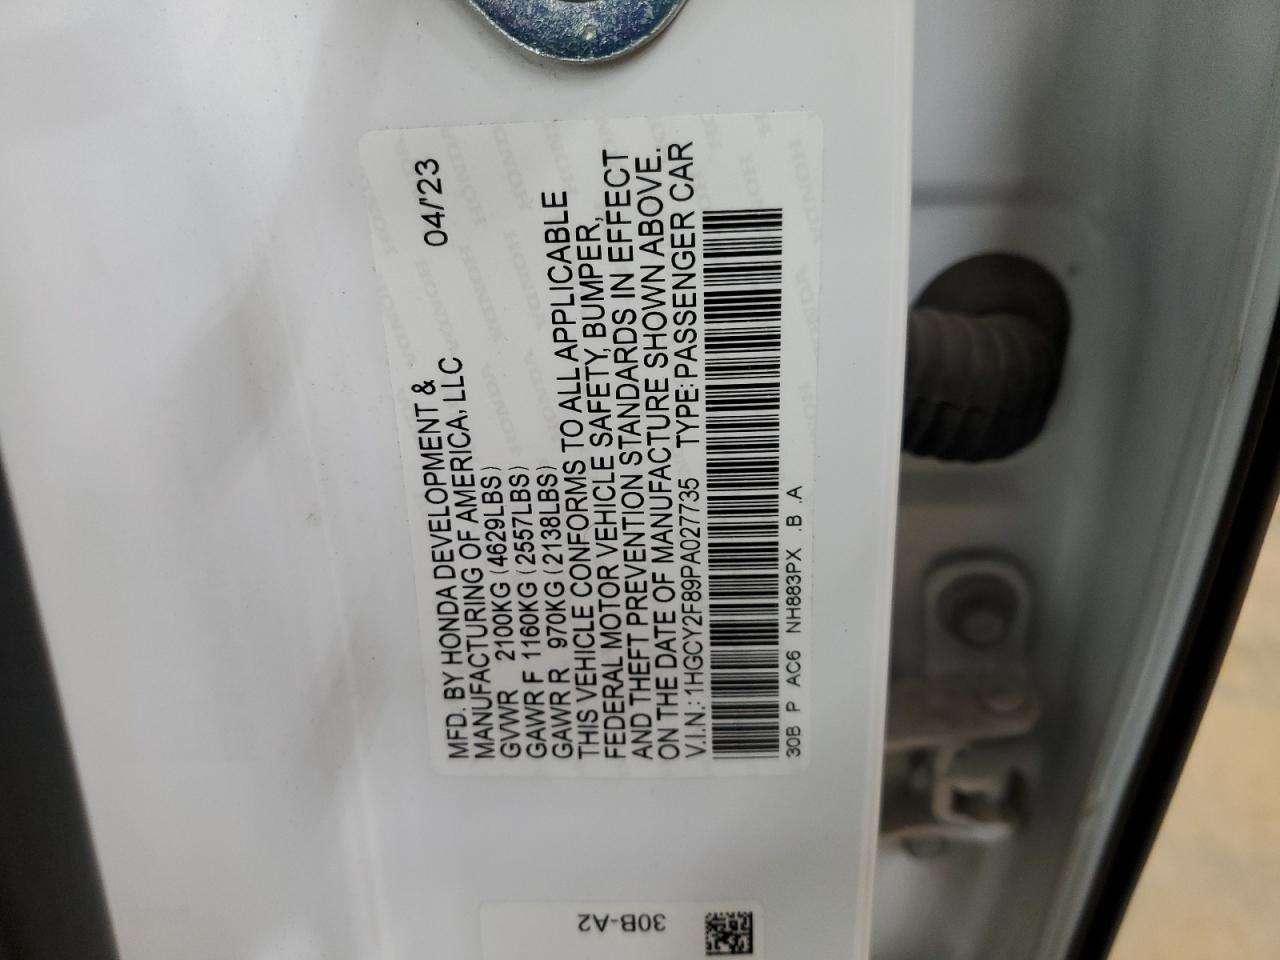 MFD. BY HONDA DEVELOPMENT & 04/'23
MANUFACTURING OF AMERICA, LLC
GVWR 2100KG (4629LBS)
GAWR F 1160KG (2557LBS)
GAWR R 970KG (2138LBS)
THIS VEHICLE CONFORMS TO ALL APPLICABLE
FEDERAL MOTOR VEHICLE SAFETY, BUMPER,
AND THEFT PREVENTION STANDARDS IN EFFECT
ON THE DATE OF MANUFACTURE SHOWN ABOVE.
V.I.N.: 1HGCY2F89PA027735 TYPE: PASSENGER CAR
30B P AC6 NH883PX .B .A
30B-A2